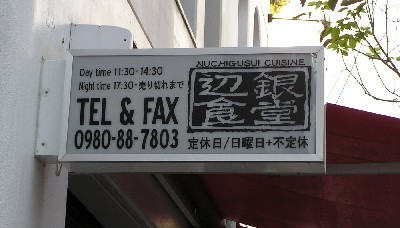 NUCHIGUSUI CUISINE
Day time 11:30-14:30
Night time 17:30-売り切れまで
TEL & FAX
0980-88-7803
辺銀
食堂
定休日/日曜日+不定休